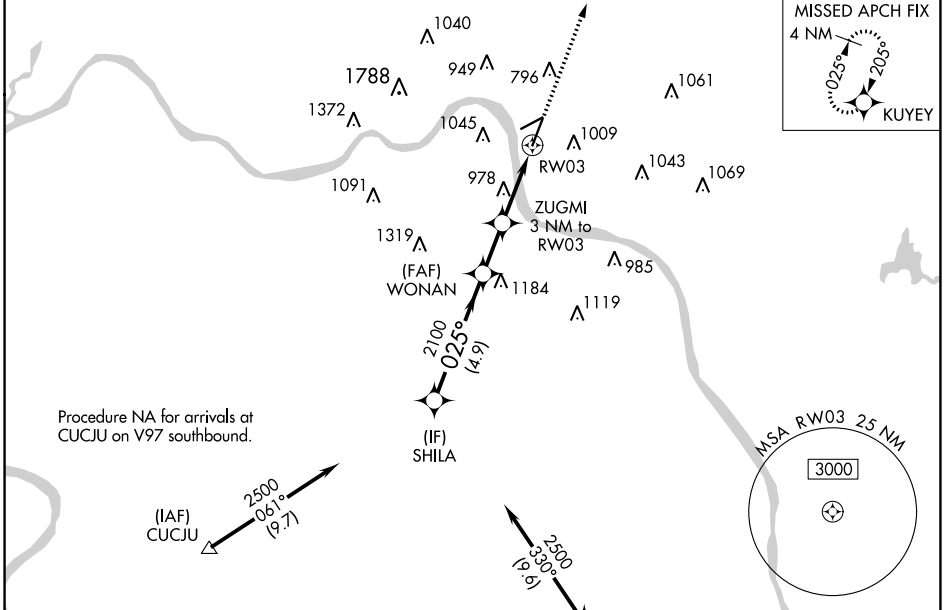 MISSED APCH FIX
4 NM
025°
205°
KUYEY
1040
949
796
1788
1061
1372
1045
1009
RW03
1043
1069
978
1091
ZUGMI
3 NM to
RW03
1319
985
(FAF)
WONAN
1184
1119
2100
025°
(4.9)
Procedure NA for arrivals at
CUCJU on V97 southbound.
(IF)
SHILA
MSA RW03 25 NM
3000
2500
061°
(9.7)
(IAF)
CUCJU
2500
330°
(9.6)